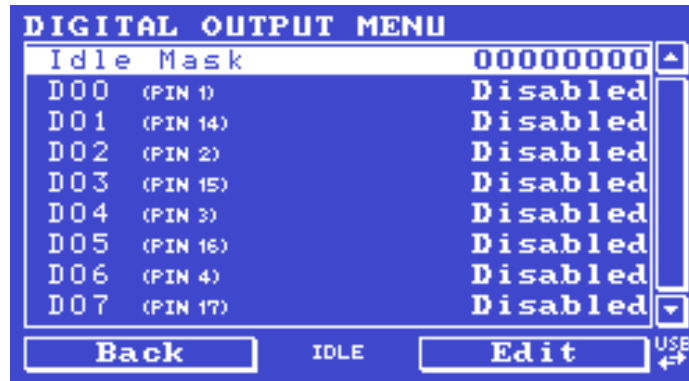 DIGITAL OUTPUT MENU
Idle Mask 00000000
DO0 (PIN 1) Disabled
DO1 (PIN 14) Disabled
DO2 (PIN 2) Disabled
DO3 (PIN 15) Disabled
DO4 (PIN 3) Disabled
DO5 (PIN 16) Disabled
DO6 (PIN 4) Disabled
DO7 (PIN 17) Disabled
Back IDLE Edit USB